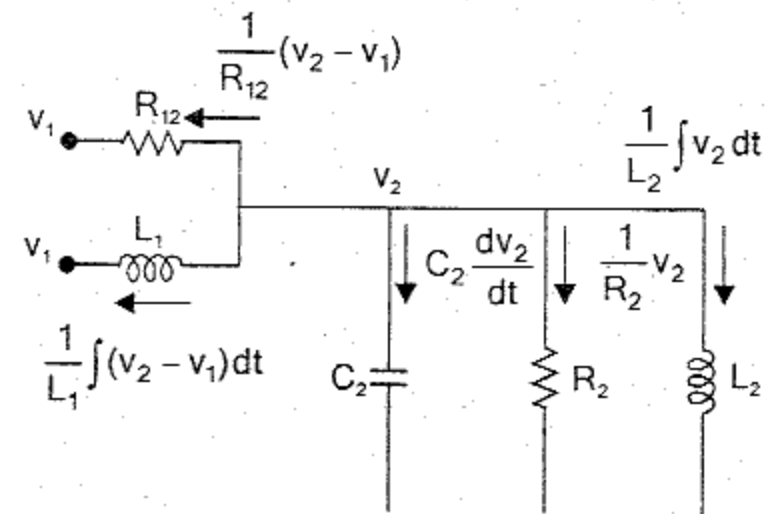 1/R₁₂ (v₂ – v₁)
R₁₂
v₁
1/L₂ ∫v₂ dt
v₂
L₁
v₁
C₂ dv₂/dt
1/R₂ v₂
1/L₁ ∫(v₂ – v₁)dt
C₂
R₂
L₂